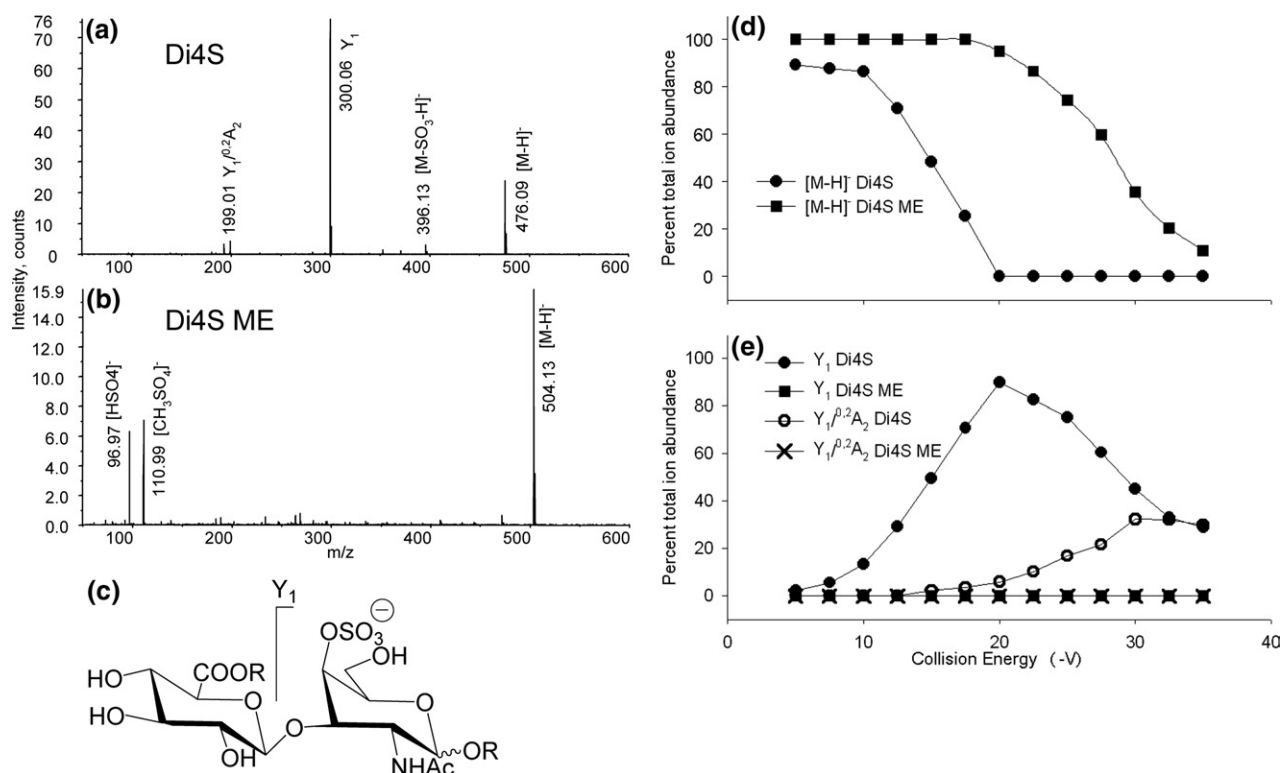 (a)
Di4S
76
70
60
50
40
30
20
10
0
199.01 Y₁/⁰,²A₂
300.06 Y₁
396.13 [M-SO₃-H]⁻
476.09 [M-H]⁻
100 200 300 400 500 600
Intensity, counts
(b)
Di4S ME
15.9
14.0
12.0
10.0
8.0
6.0
4.0
2.0
0.0
96.97 [HSO4]⁻
110.99 [CH₃SO₄]⁻
504.13 [M-H]⁻
100 200 300 400 500 600
m/z
(c)
Y₁
OSO₃⁻
OH
COOR
HO
O
O
HO
O
OH
NHAc
OR
(d)
Percent total ion abundance
100
80
60
40
20
0
[M-H]⁻ Di4S
[M-H]⁻ Di4S ME
(e)
Percent total ion abundance
100
80
60
40
20
0
Y₁ Di4S
Y₁ Di4S ME
Y₁/⁰,²A₂ Di4S
Y₁/⁰,²A₂ Di4S ME
0 10 20 30 40
Collision Energy (-V)